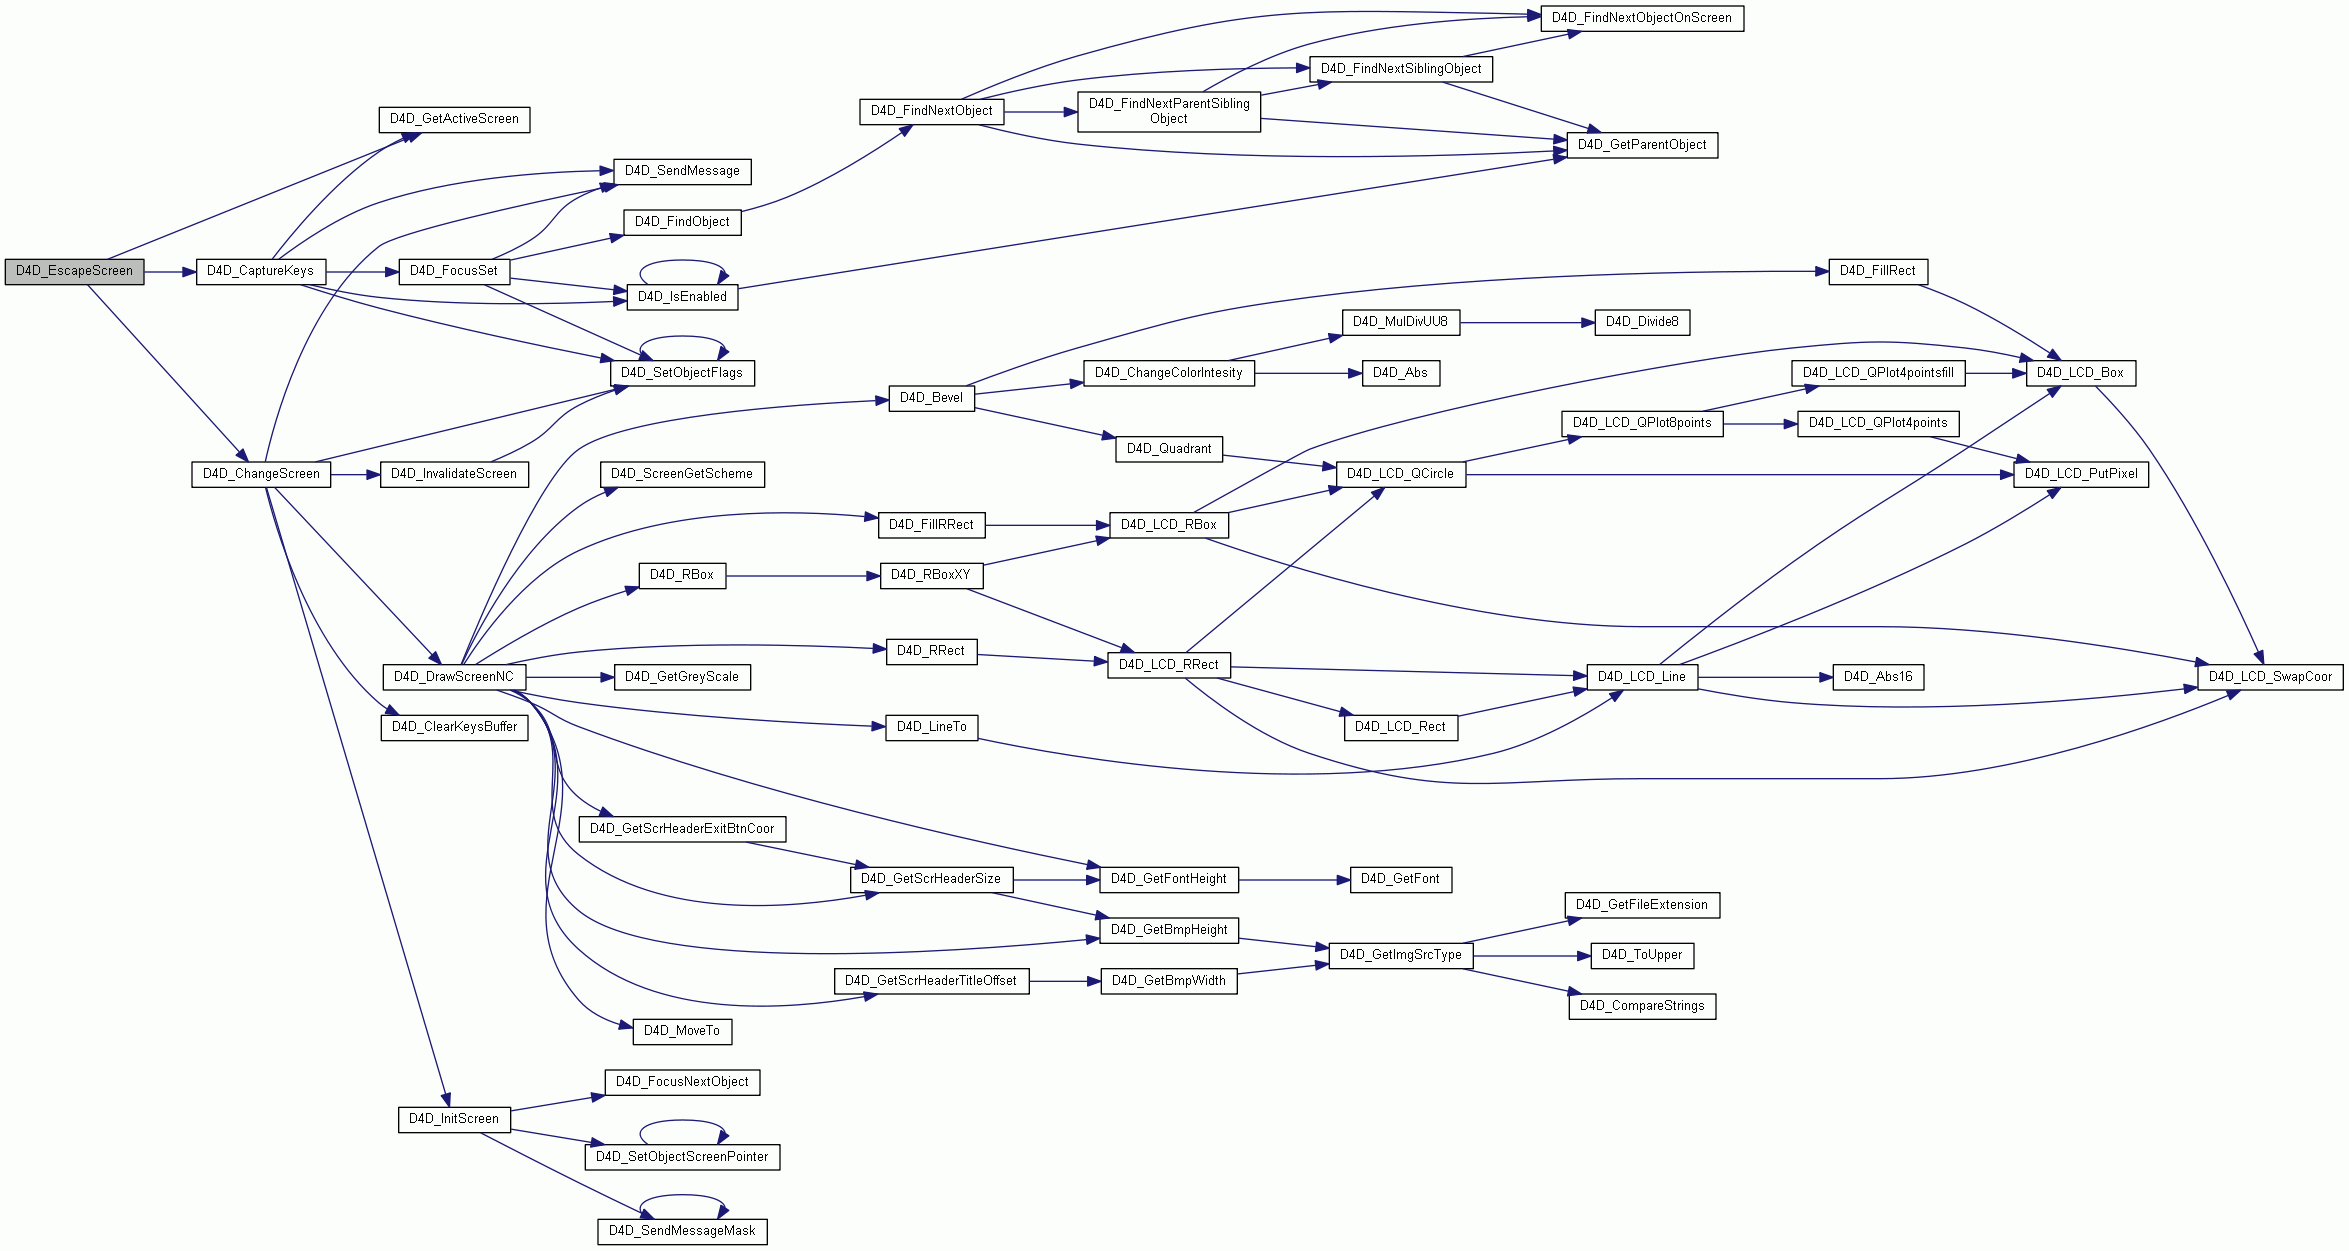 D4D_FindNextObjectOnScreen
D4D_FindNextSiblingObject
D4D_GetActiveScreen
D4D_FindNextObject
D4D_FindNextParentSibling
Object
D4D_GetParentObject
D4D_SendMessage
D4D_FindObject
D4D_EscapeScreen
D4D_CaptureKeys
D4D_FocusSet
D4D_IsEnabled
D4D_FillRect
D4D_MulDivUU8
D4D_Divide8
D4D_SetObjectFlags
D4D_ChangeColorIntesity
D4D_Abs
D4D_LCD_QPlot4pointsfill
D4D_LCD_Box
D4D_Bevel
D4D_LCD_QPlot8points
D4D_LCD_QPlot4points
D4D_Quadrant
D4D_ChangeScreen
D4D_InvalidateScreen
D4D_ScreenGetScheme
D4D_LCD_QCircle
D4D_LCD_PutPixel
D4D_FillRRect
D4D_LCD_RBox
D4D_RBox
D4D_RBoxXY
D4D_RRect
D4D_LCD_RRect
D4D_DrawScreenNC
D4D_GetGreyScale
D4D_LCD_Line
D4D_Abs16
D4D_LCD_SwapCoor
D4D_ClearKeysBuffer
D4D_LineTo
D4D_LCD_Rect
D4D_GetScrHeaderExitBtnCoor
D4D_GetScrHeaderSize
D4D_GetFontHeight
D4D_GetFont
D4D_GetFileExtension
D4D_GetBmpHeight
D4D_GetImgSrcType
D4D_ToUpper
D4D_GetScrHeaderTitleOffset
D4D_GetBmpWidth
D4D_CompareStrings
D4D_MoveTo
D4D_FocusNextObject
D4D_InitScreen
D4D_SetObjectScreenPointer
D4D_SendMessageMask